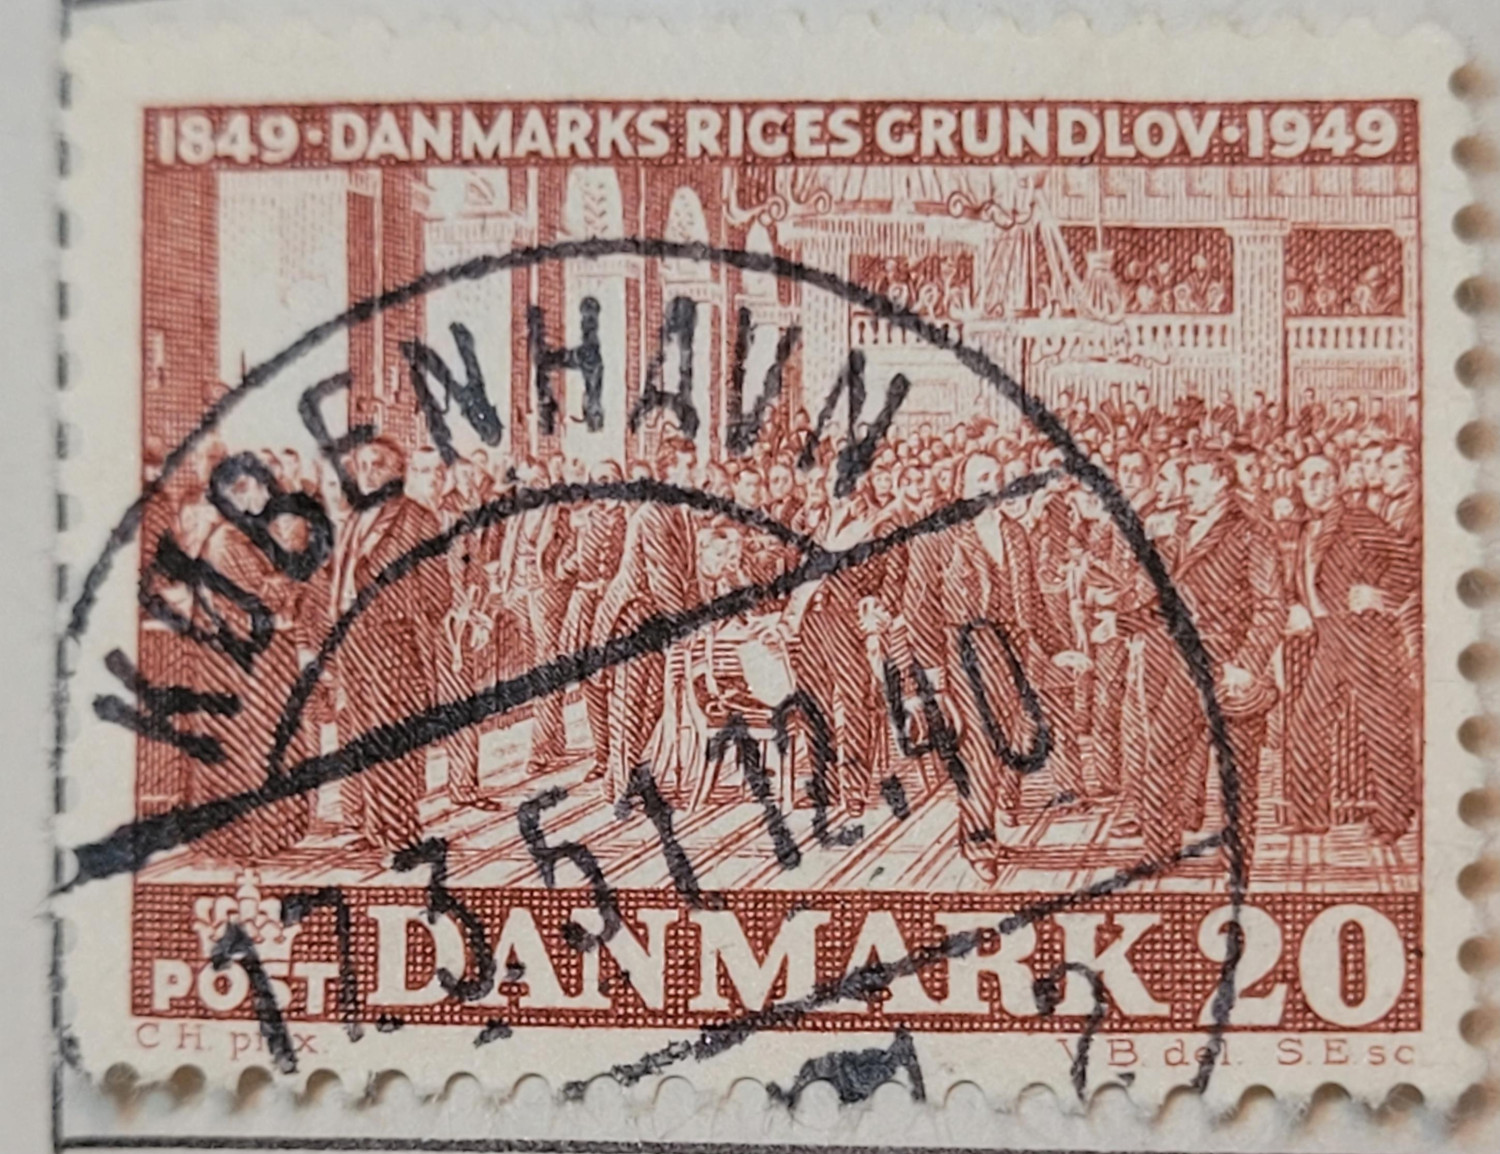 1849·DANMARKS RIGES GRUNDLOV·1949
KØBENHAVN
17.3.51 12.40
POST DANMARK 20
C H. pinx. V B. del. S. E sc